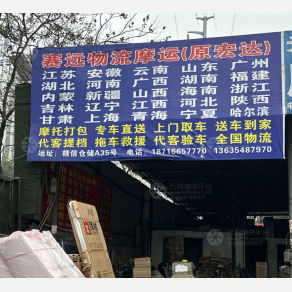 赛远物流摩运(原宏达)
江苏 安徽 云南 山东 广州
湖北 河南 广西 湖南 福建
内蒙 新疆 山西 海南 浙江
吉林 辽宁 江西 河北 陕西
甘肃 上海 青海 宁夏 哈尔滨
摩托打包 专车直送 上门取车 送车到家
代客提档 拖车救援 代客验车 全国物流
地址：精信仓储A35号 电话：18716657770 13635487970